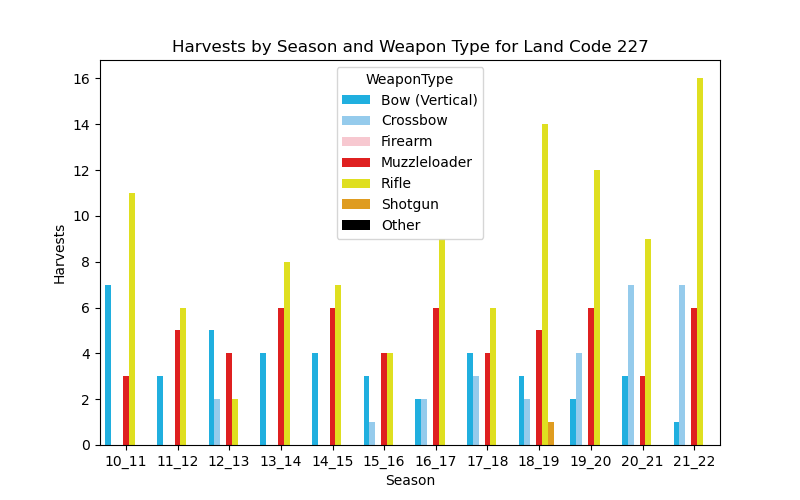 Harvests by Season and Weapon Type for Land Code 227
WeaponType
Bow (Vertical)
Crossbow
Firearm
Muzzleloader
Rifle
Shotgun
Other
Harvests
16
14
12
10
8
6
4
2
0
10_11 11_12 12_13 13_14 14_15 15_16 16_17 17_18 18_19 19_20 20_21 21_22
Season